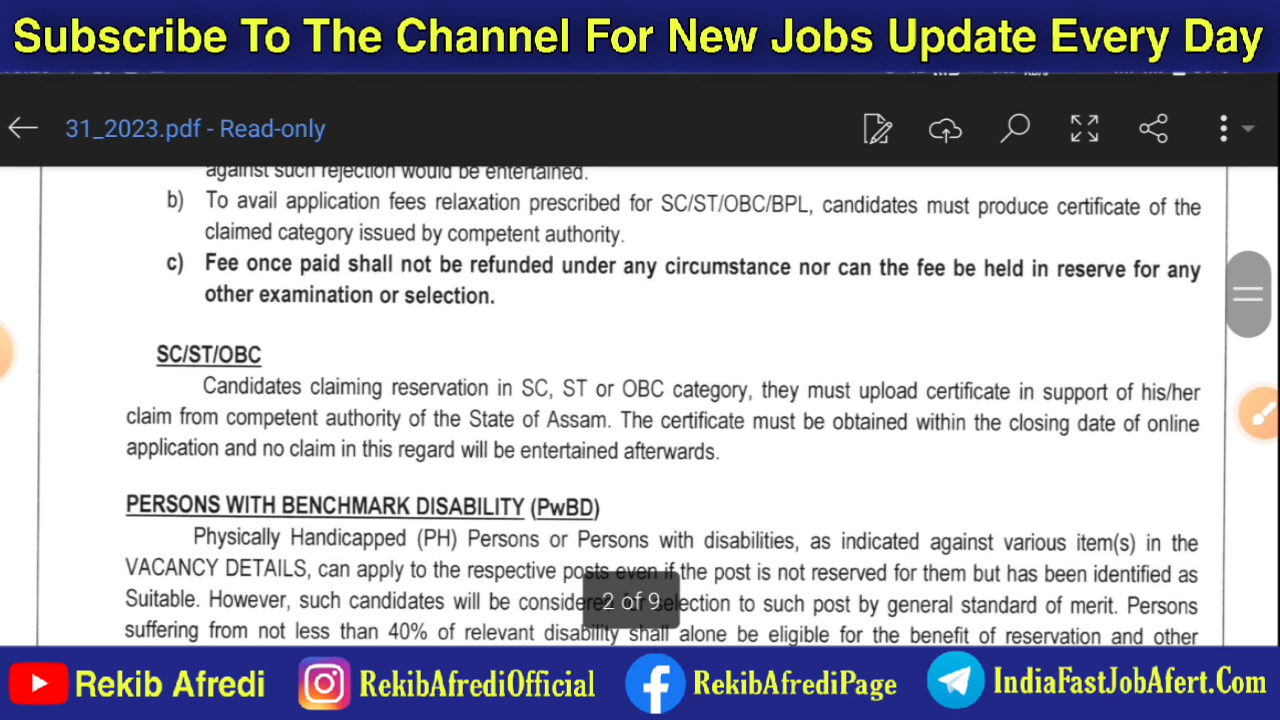 Subscribe To The Channel For New Jobs Update Every Day
31_2023.pdf - Read-only
against such rejection would be entertained.
b) To avail application fees relaxation prescribed for SC/ST/OBC/BPL, candidates must produce certificate of the
claimed category issued by competent authority.
c) Fee once paid shall not be refunded under any circumstance nor can the fee be held in reserve for any
other examination or selection.
SC/ST/OBC
Candidates claiming reservation in SC, ST or OBC category, they must upload certificate in support of his/her
claim from competent authority of the State of Assam. The certificate must be obtained within the closing date of online
application and no claim in this regard will be entertained afterwards.
PERSONS WITH BENCHMARK DISABILITY (PwBD)
Physically Handicapped (PH) Persons or Persons with disabilities, as indicated against various item(s) in the
VACANCY DETAILS, can apply to the respective posts even if the post is not reserved for them but has been identified as
Suitable. However, such candidates will be considered for selection to such post by general standard of merit. Persons
2 of 9
suffering from not less than 40% of relevant disability shall alone be eligible for the benefit of reservation and other
Rekib Afredi
RekibAfrediOfficial
RekibAfrediPage
IndiaFastJobAfert.Com